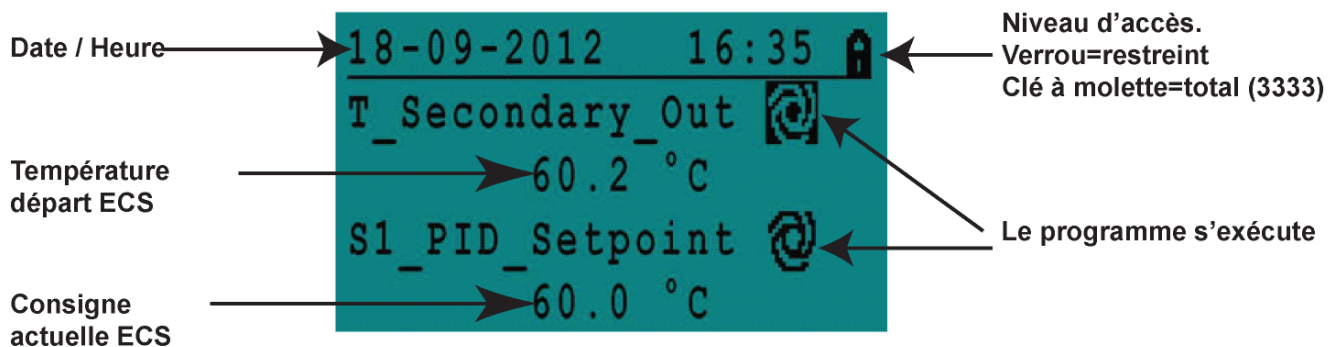 Date / Heure
18-09-2012 16:35
Niveau d'accès.
Verrou=restreint
Clé à molette=total (3333)
T_Secondary_Out
Température
départ ECS
60.2 °C
S1_PID_Setpoint
Le programme s'exécute
Consigne
actuelle ECS
60.0 °C